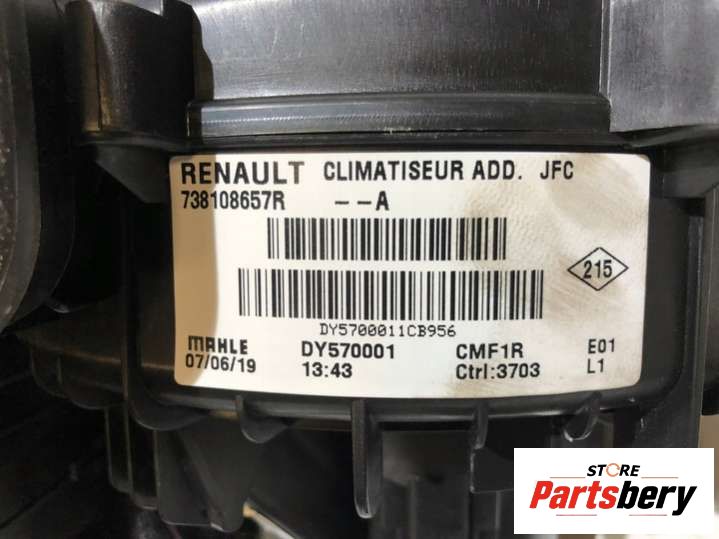 RENAULT CLIMATISEUR ADD. JFC
738108657R --A
215
DY5700011CB956
MAHLE DY570001 CMF1R E01
07/06/19 13:43 Ctrl:3703 L1
STORE
Partsbery